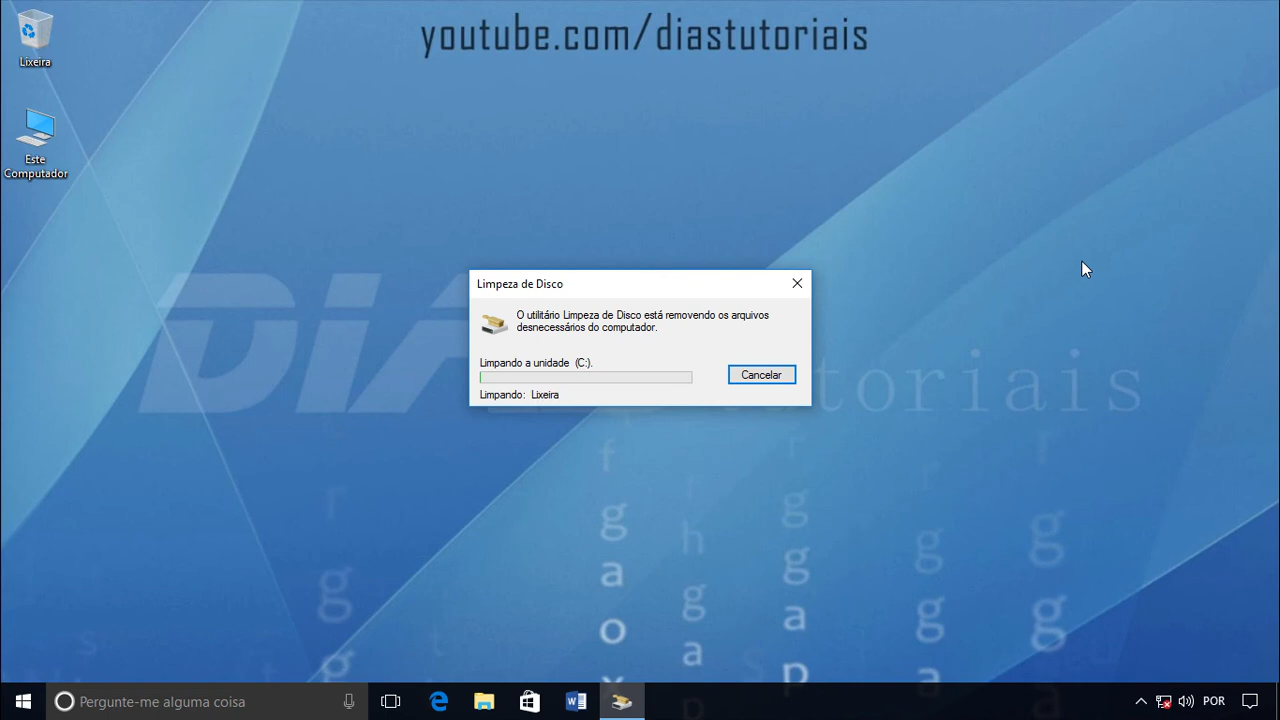 youtube.com/diastutoriais
Lixeira
Este
Computador
Limpeza de Disco
O utilitário Limpeza de Disco está removendo os arquivos
desnecessários do computador.
Limpando a unidade (C:).
Cancelar
Limpando: Lixeira
Pergunte-me alguma coisa
POR